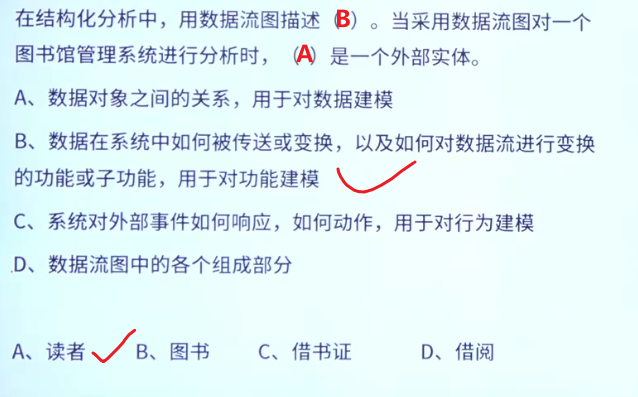 在结构化分析中，用数据流图描述（B）。当采用数据流图对一个
图书馆管理系统进行分析时，（A）是一个外部实体。
A、数据对象之间的关系，用于对数据建模
B、数据在系统中如何被传送或变换，以及如何对数据流进行变换
的功能或子功能，用于对功能建模
C、系统对外部事件如何响应，如何动作，用于对行为建模
D、数据流图中的各个组成部分
A、读者 B、图书 C、借书证 D、借阅